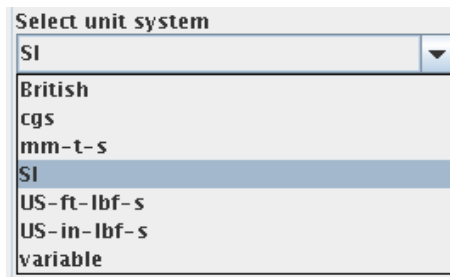 Select unit system
SI
British
cgs
mm-t-s
SI
US-ft-lbf-s
US-in-lbf-s
variable